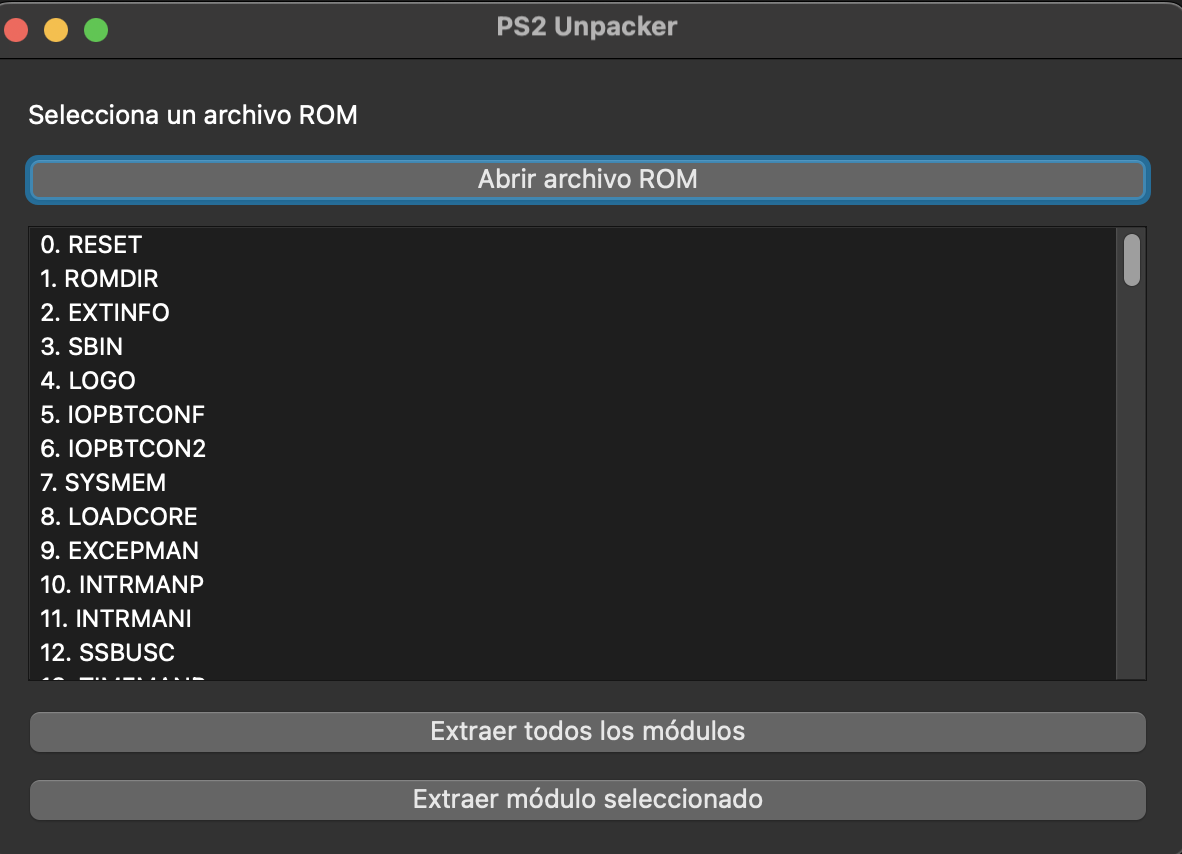 PS2 Unpacker
Selecciona un archivo ROM
Abrir archivo ROM
0. RESET
1. ROMDIR
2. EXTINFO
3. SBIN
4. LOGO
5. IOPBTCONF
6. IOPBTCON2
7. SYSMEM
8. LOADCORE
9. EXCEPMAN
10. INTRMANP
11. INTRMANI
12. SSBUSC
Extraer todos los módulos
Extraer módulo seleccionado